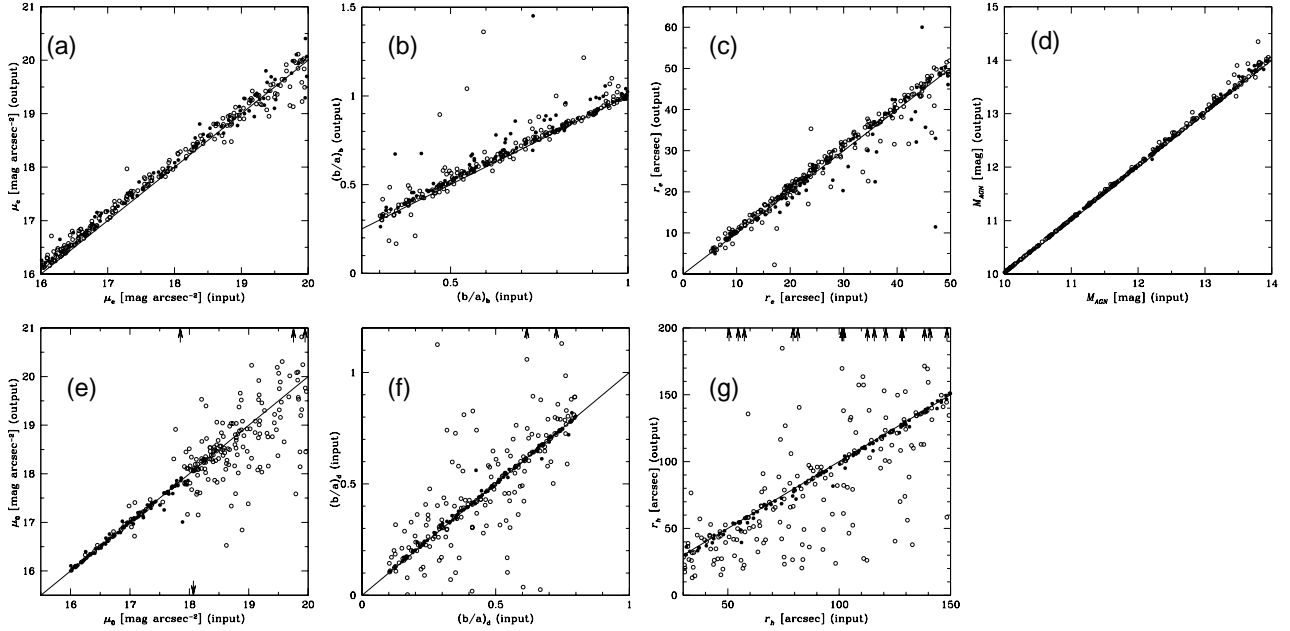 (a)
21
20
19
18
17
16
16 17 18 19 20
μe [mag arcsec−2] (output)
μe [mag arcsec−2] (input)
(b)
1.5
1
0.5
0
0.5 1
(b/a)b (output)
(b/a)b (input)
(c)
60
50
40
30
20
10
0
0 10 20 30 40 50
re [arcsec] (output)
re [arcsec] (input)
(d)
15
14
13
12
11
10
10 11 12 13 14
MAGN [mag] (output)
MAGN [mag] (input)
(e)
21
20
19
18
17
16
16 17 18 19 20
μ0 [mag arcsec−2] (output)
μ0 [mag arcsec−2] (input)
(f)
1
0.5
0
0 0.5 1
(b/a)d (input)
(b/a)d (input)
(g)
200
150
100
50
0
50 100 150
rh [arcsec] (output)
rh [arcsec] (input)